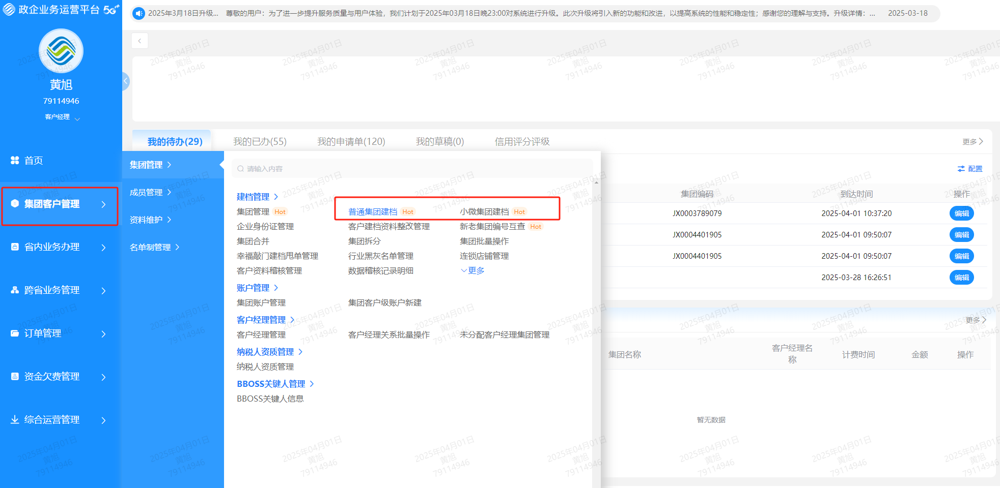 政企业务运营平台 5G+
2025年3月18日升级... 尊敬的用户：为了进一步提升服务质量与用户体验，我们计划于2025年03月18日晚23:00对系统进行升级。此次升级将引入新的功能和改进，以提高系统的性能和稳定性；感谢您的理解与支持。升级详情：... 2025-03-18
黄旭
79114946
客户经理
首页
集团客户管理
省内业务办理
跨省业务管理
订单管理
资金欠费管理
综合运营管理
我的待办(29) 我的已办(55) 我的申请单(120) 我的草稿(0) 信用评分评级 更多
集团管理
成员管理
资料维护
名单制管理
请输入内容
建档管理
集团管理 Hot 普通集团建档 Hot 小微集团建档 Hot
企业身份证管理 客户建档资料整改管理 新老集团编号互查 Hot
集团合并 集团拆分 集团批量操作
幸福敲门建档甩单管理 行业黑灰名单管理 连锁店铺管理
客户资料稽核管理 数据稽核记录明细 更多
账户管理
集团账户管理 集团客户级账户新建
客户经理管理
客户经理管理 客户经理关系批量操作 未分配客户经理集团管理
纳税人资质管理
纳税人资质管理
BBOSS关键人管理
BBOSS关键人信息
配置
集团编码 到达时间 操作
JX0003789079 2025-04-01 10:37:20 编辑
JX0004401905 2025-04-01 09:50:07 编辑
JX0004401905 2025-04-01 09:50:07 编辑
2025-03-28 16:26:51 编辑
更多
集团名称 客户经理名称 计费时间 金额 操作
暂无数据
2025年04月01日
黄旭
79114946